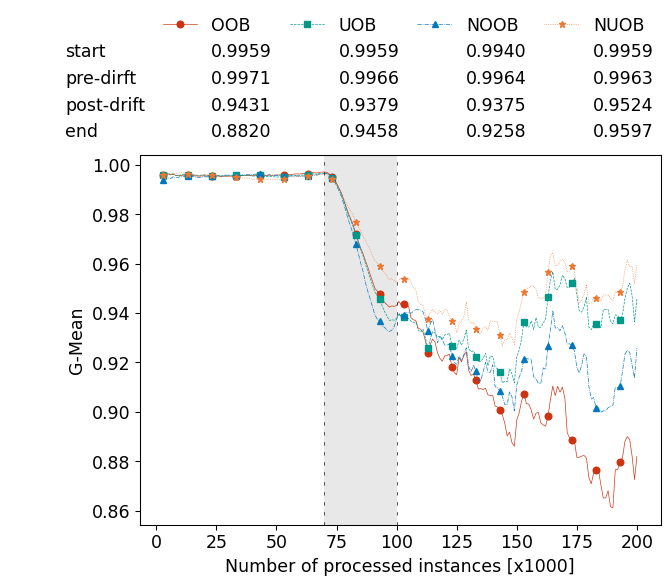 OOB UOB NOOB NUOB
start 0.9959 0.9959 0.9940 0.9959
pre-dirft 0.9971 0.9966 0.9964 0.9963
post-drift 0.9431 0.9379 0.9375 0.9524
end 0.8820 0.9458 0.9258 0.9597
1.00
0.98
0.96
0.94
0.92
0.90
0.88
0.86
G-Mean
0 25 50 75 100 125 150 175 200
Number of processed instances [x1000]